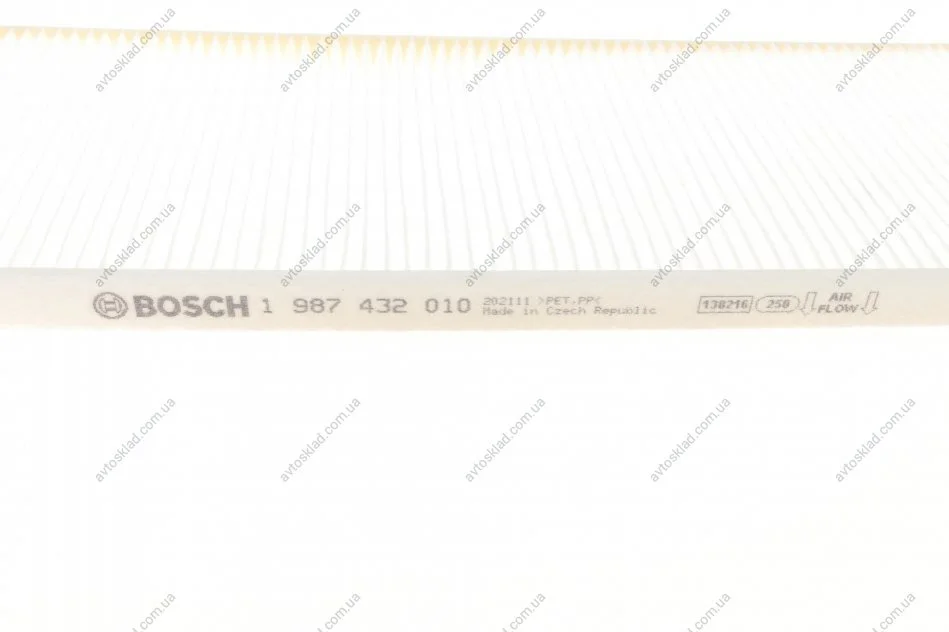 BOSCH 1 987 432 010
202111 >PET,PP<
Made in Czech Republic
138216 258 AIR
FLOW
avtosklad.com.ua